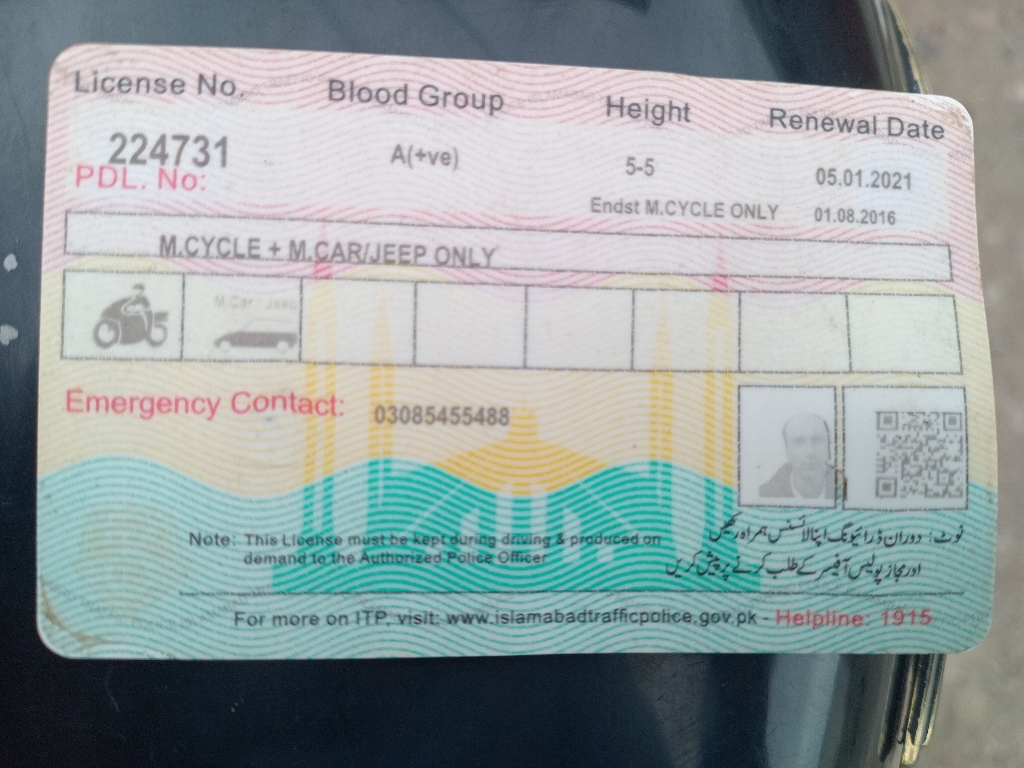 License No. Blood Group Height Renewal Date
224731 A(+ve) 5-5 05.01.2021
PDL. No: Endst M.CYCLE ONLY 01.08.2016
M.CYCLE + M.CAR/JEEP ONLY
M.Car / Jeep
Emergency Contact: 03085455488
Note: This License must be kept during driving & produced on
demand to the Authorized Police Officer
نوٹ: دوران ڈرائیونگ اپنا لائسنس ہمراہ رکھیں
اور مجاز پولیس آفیسر کے طلب کرنے پر پیش کریں
For more on ITP, visit: www.islamabadtrafficpolice.gov.pk - Helpline: 1915